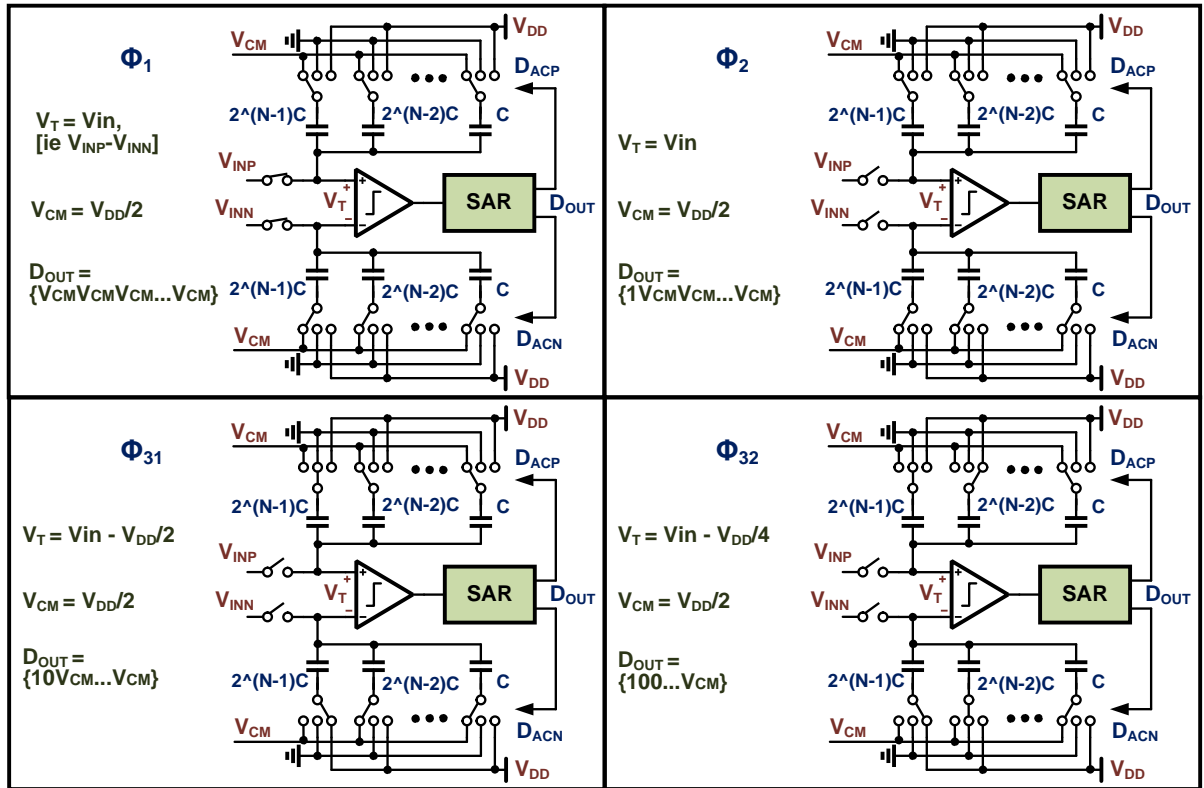 Φ1
VCM
VDD
DACP
2^(N-1)C
2^(N-2)C
C
VT = Vin,
[ie VINP-VINN]
VINP
VT
+
−
+
−
SAR
DOUT
VCM = VDD/2
VINN
DOUT =
{VCMVCMVCM...VCM}
2^(N-1)C
2^(N-2)C
C
VCM
DACN
VDD
Φ2
VCM
VDD
DACP
2^(N-1)C
2^(N-2)C
C
VT = Vin
VINP
VT
+
−
+
−
SAR
DOUT
VCM = VDD/2
VINN
DOUT =
{1VCMVCM...VCM}
2^(N-1)C
2^(N-2)C
C
VCM
DACN
VDD
Φ31
VCM
VDD
DACP
2^(N-1)C
2^(N-2)C
C
VT = Vin - VDD/2
VINP
VT
+
−
+
−
SAR
DOUT
VCM = VDD/2
VINN
DOUT =
{10VCM...VCM}
2^(N-1)C
2^(N-2)C
C
VCM
DACN
VDD
Φ32
VCM
VDD
DACP
2^(N-1)C
2^(N-2)C
C
VT = Vin - VDD/4
VINP
VT
+
−
+
−
SAR
DOUT
VCM = VDD/2
VINN
DOUT =
{100...VCM}
2^(N-1)C
2^(N-2)C
C
VCM
DACN
VDD